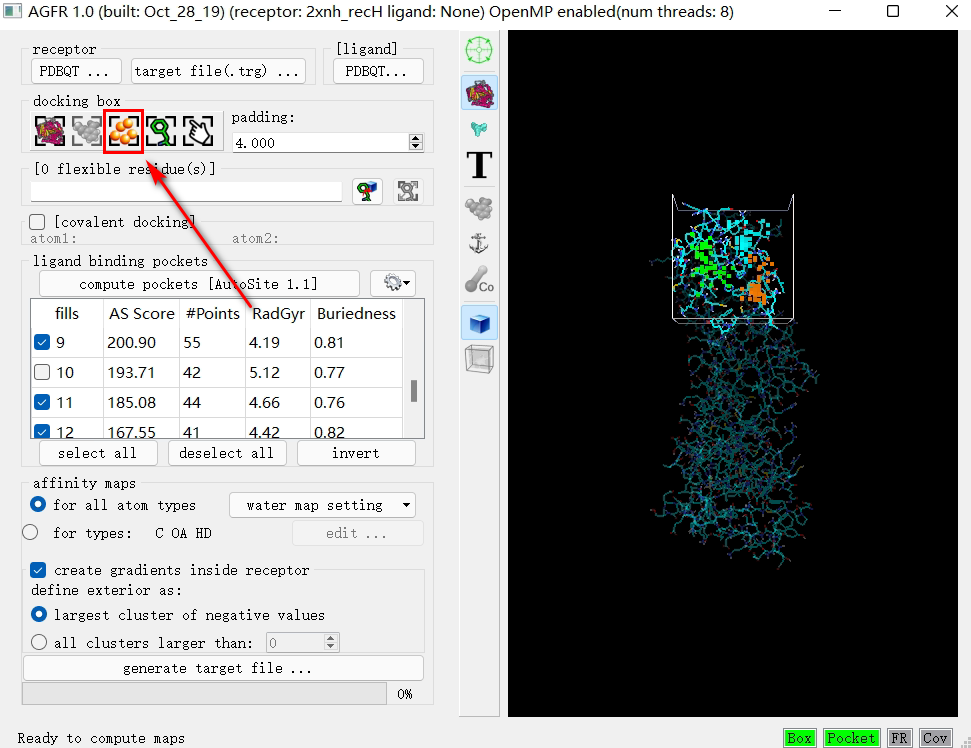 AGFR 1.0 (built: Oct_28_19) (receptor: 2xnh_recH ligand: None) OpenMP enabled(num threads: 8)
receptor [ligand]
PDBQT ... target file(.trg) ... PDBQT...
docking box
padding:
4.000
[0 flexible residue(s)]
[covalent docking]
atom1: atom2:
ligand binding pockets
compute pockets [AutoSite 1.1]
fills AS Score #Points RadGyr Buriedness
9 200.90 55 4.19 0.81
10 193.71 42 5.12 0.77
11 185.08 44 4.66 0.76
12 167.55 41 4.42 0.82
select all deselect all invert
affinity maps
for all atom types water map setting
for types: C OA HD edit ...
create gradients inside receptor
define exterior as:
largest cluster of negative values
all clusters larger than: 0
generate target file ...
0%
T
Co
Ready to compute maps Box Pocket FR Cov